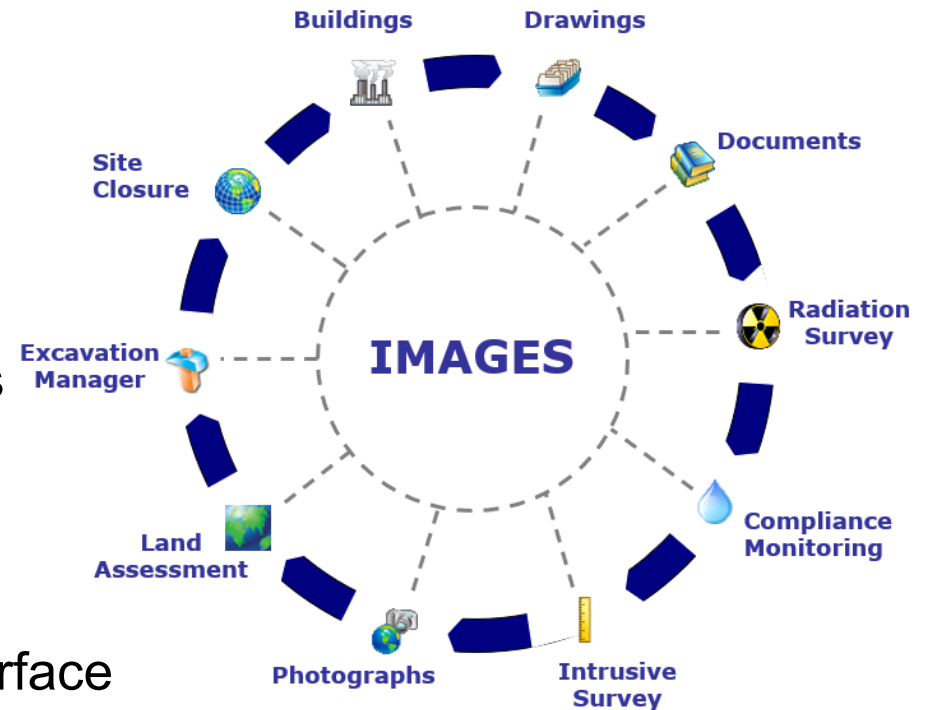 Buildings
Drawings
Documents
Radiation
Survey
Compliance
Monitoring
Intrusive
Survey
Photographs
Land
Assessment
Excavation
Manager
Site
Closure
IMAGES
s
rface